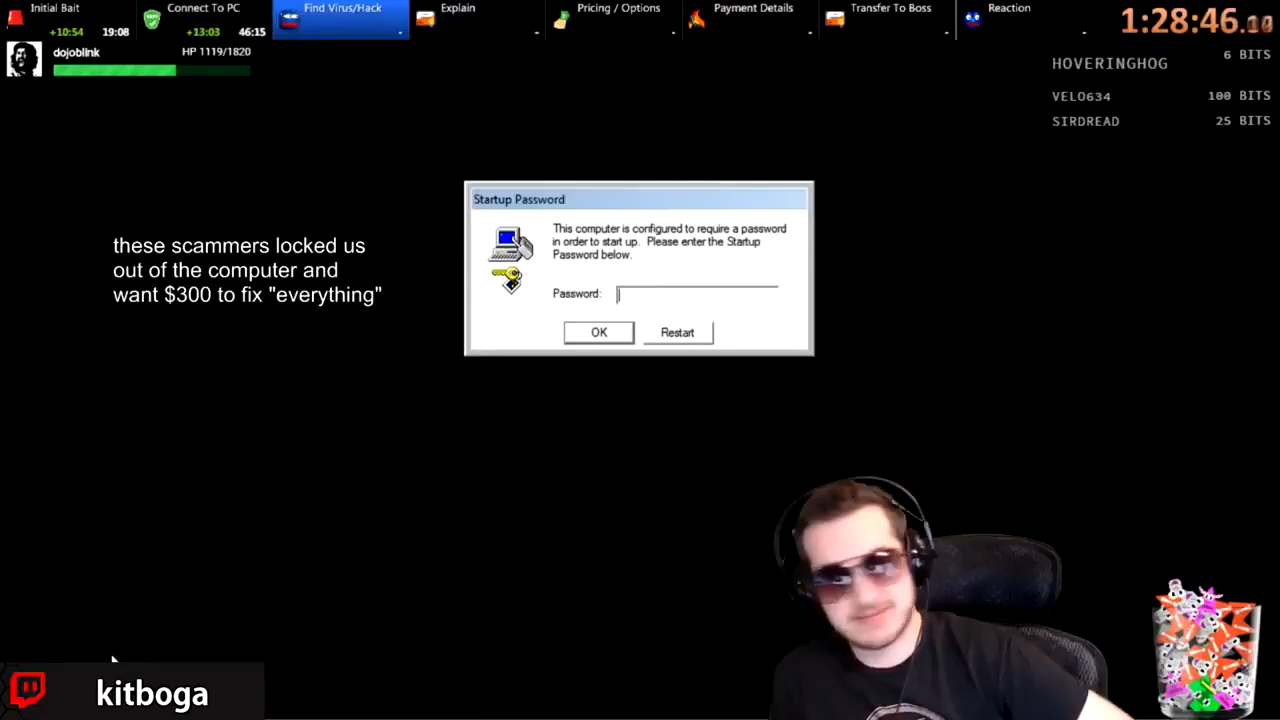 Initial Bait
+10:54 19:08
Connect To PC
+13:03 46:15
Find Virus/Hack
-
Explain
-
Pricing / Options
-
Payment Details
-
Transfer To Boss
-
Reaction
-
1:28:46.10
dojoblink HP 1119/1820
HOVERINGHOG 6 BITS
VELO634 100 BITS
SIRDREAD 25 BITS
Startup Password
This computer is configured to require a password
in order to start up. Please enter the Startup
Password below.
Password:
OK Restart
these scammers locked us
out of the computer and
want $300 to fix "everything"
kitboga